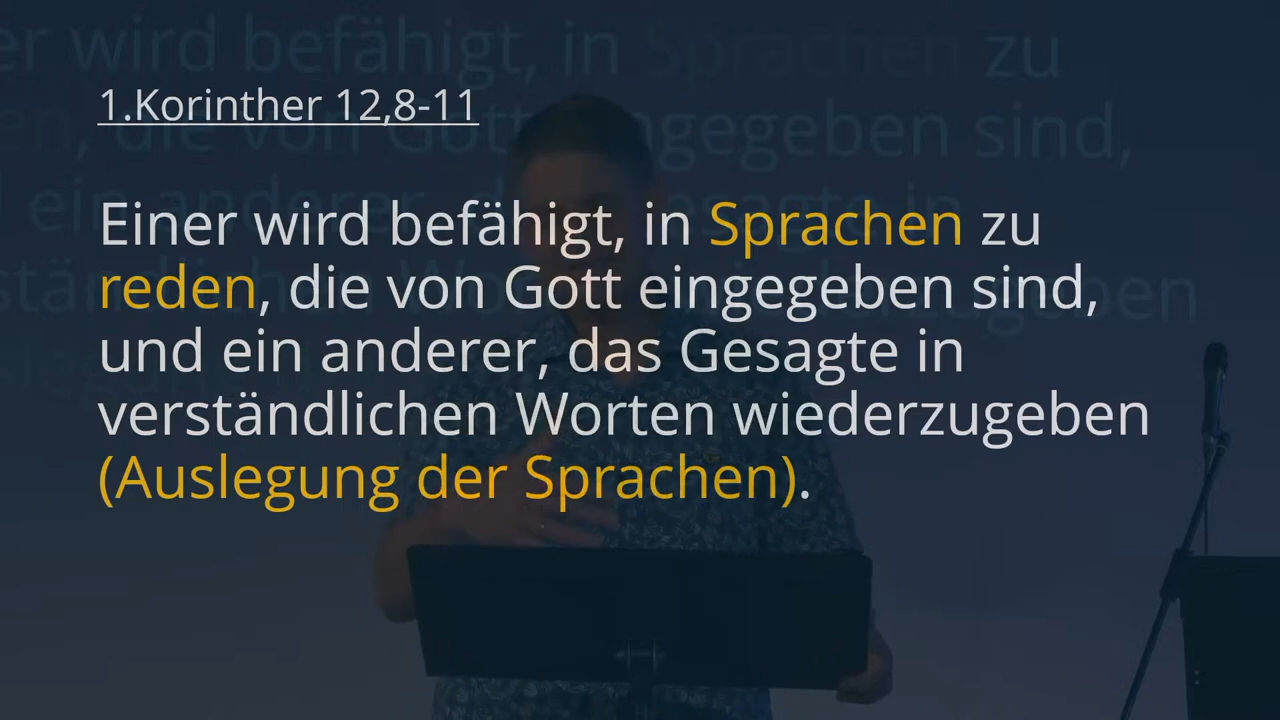 1.Korinther 12,8-11
Einer wird befähigt, in Sprachen zu
reden, die von Gott eingegeben sind,
und ein anderer, das Gesagte in
verständlichen Worten wiederzugeben
(Auslegung der Sprachen).